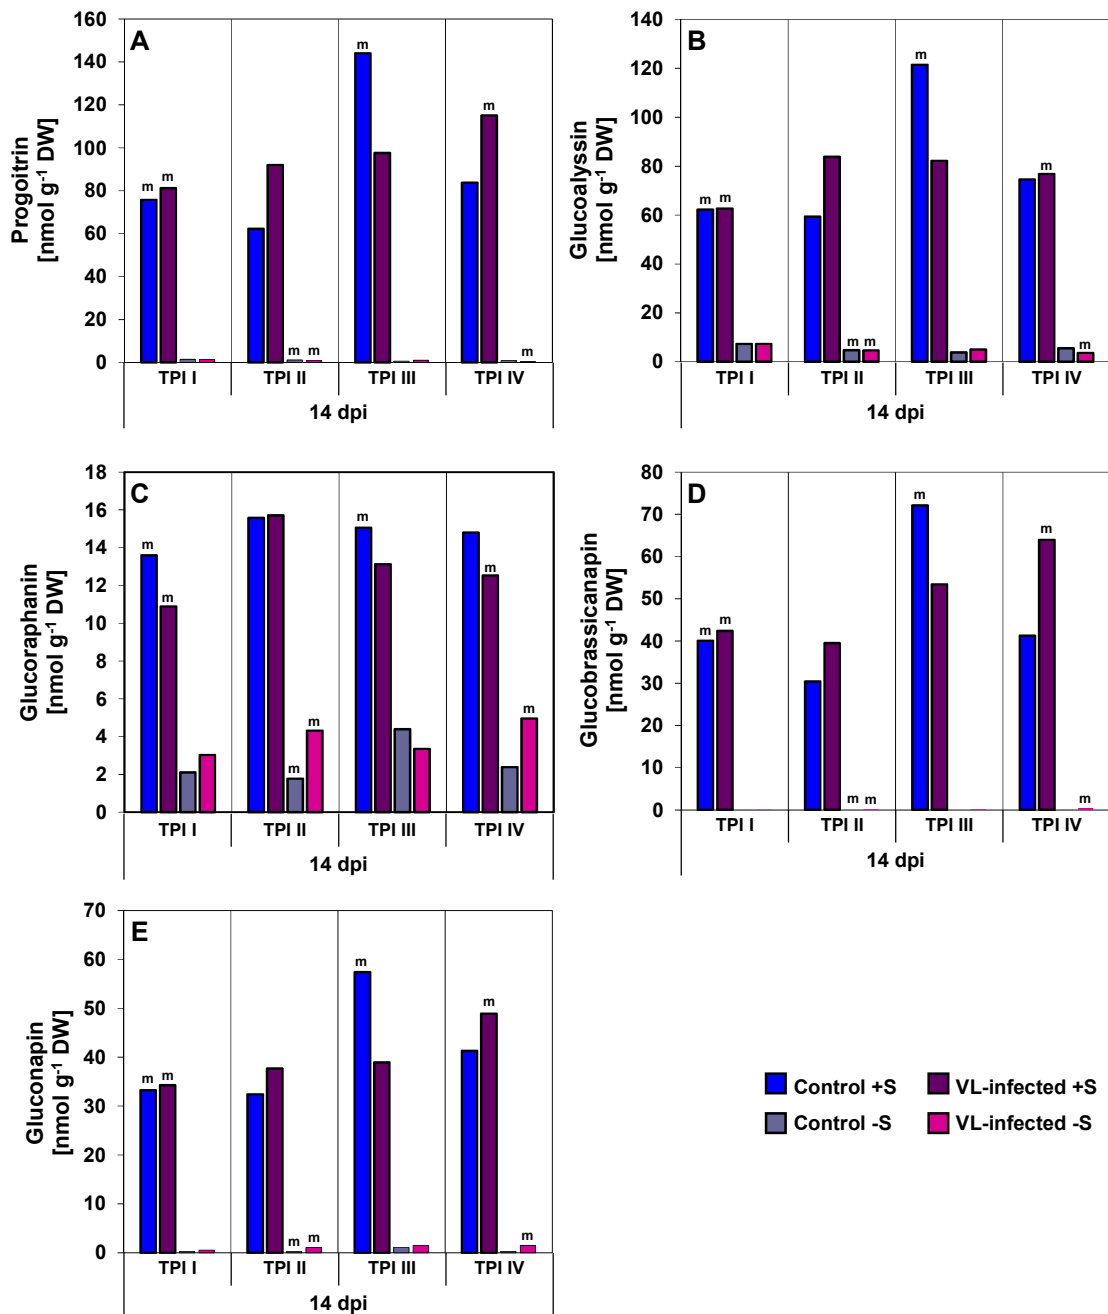 A
Progoitrin
[nmol g⁻¹ DW]
160
140
120
100
80
60
40
20
0
m m m m m m m
TPI I TPI II TPI III TPI IV
14 dpi
B
Glucoalyssin
[nmol g⁻¹ DW]
140
120
100
80
60
40
20
0
m m m m m m m
TPI I TPI II TPI III TPI IV
14 dpi
C
Glucoraphanin
[nmol g⁻¹ DW]
18
16
14
12
10
8
6
4
2
0
m m m m m m m
TPI I TPI II TPI III TPI IV
14 dpi
D
Glucobrassicanapin
[nmol g⁻¹ DW]
80
70
60
50
40
30
20
10
0
m m m m m m m
TPI I TPI II TPI III TPI IV
14 dpi
E
Gluconapin
[nmol g⁻¹ DW]
70
60
50
40
30
20
10
0
m m m m m m m
TPI I TPI II TPI III TPI IV
14 dpi
Control +S VL-infected +S
Control -S VL-infected -S